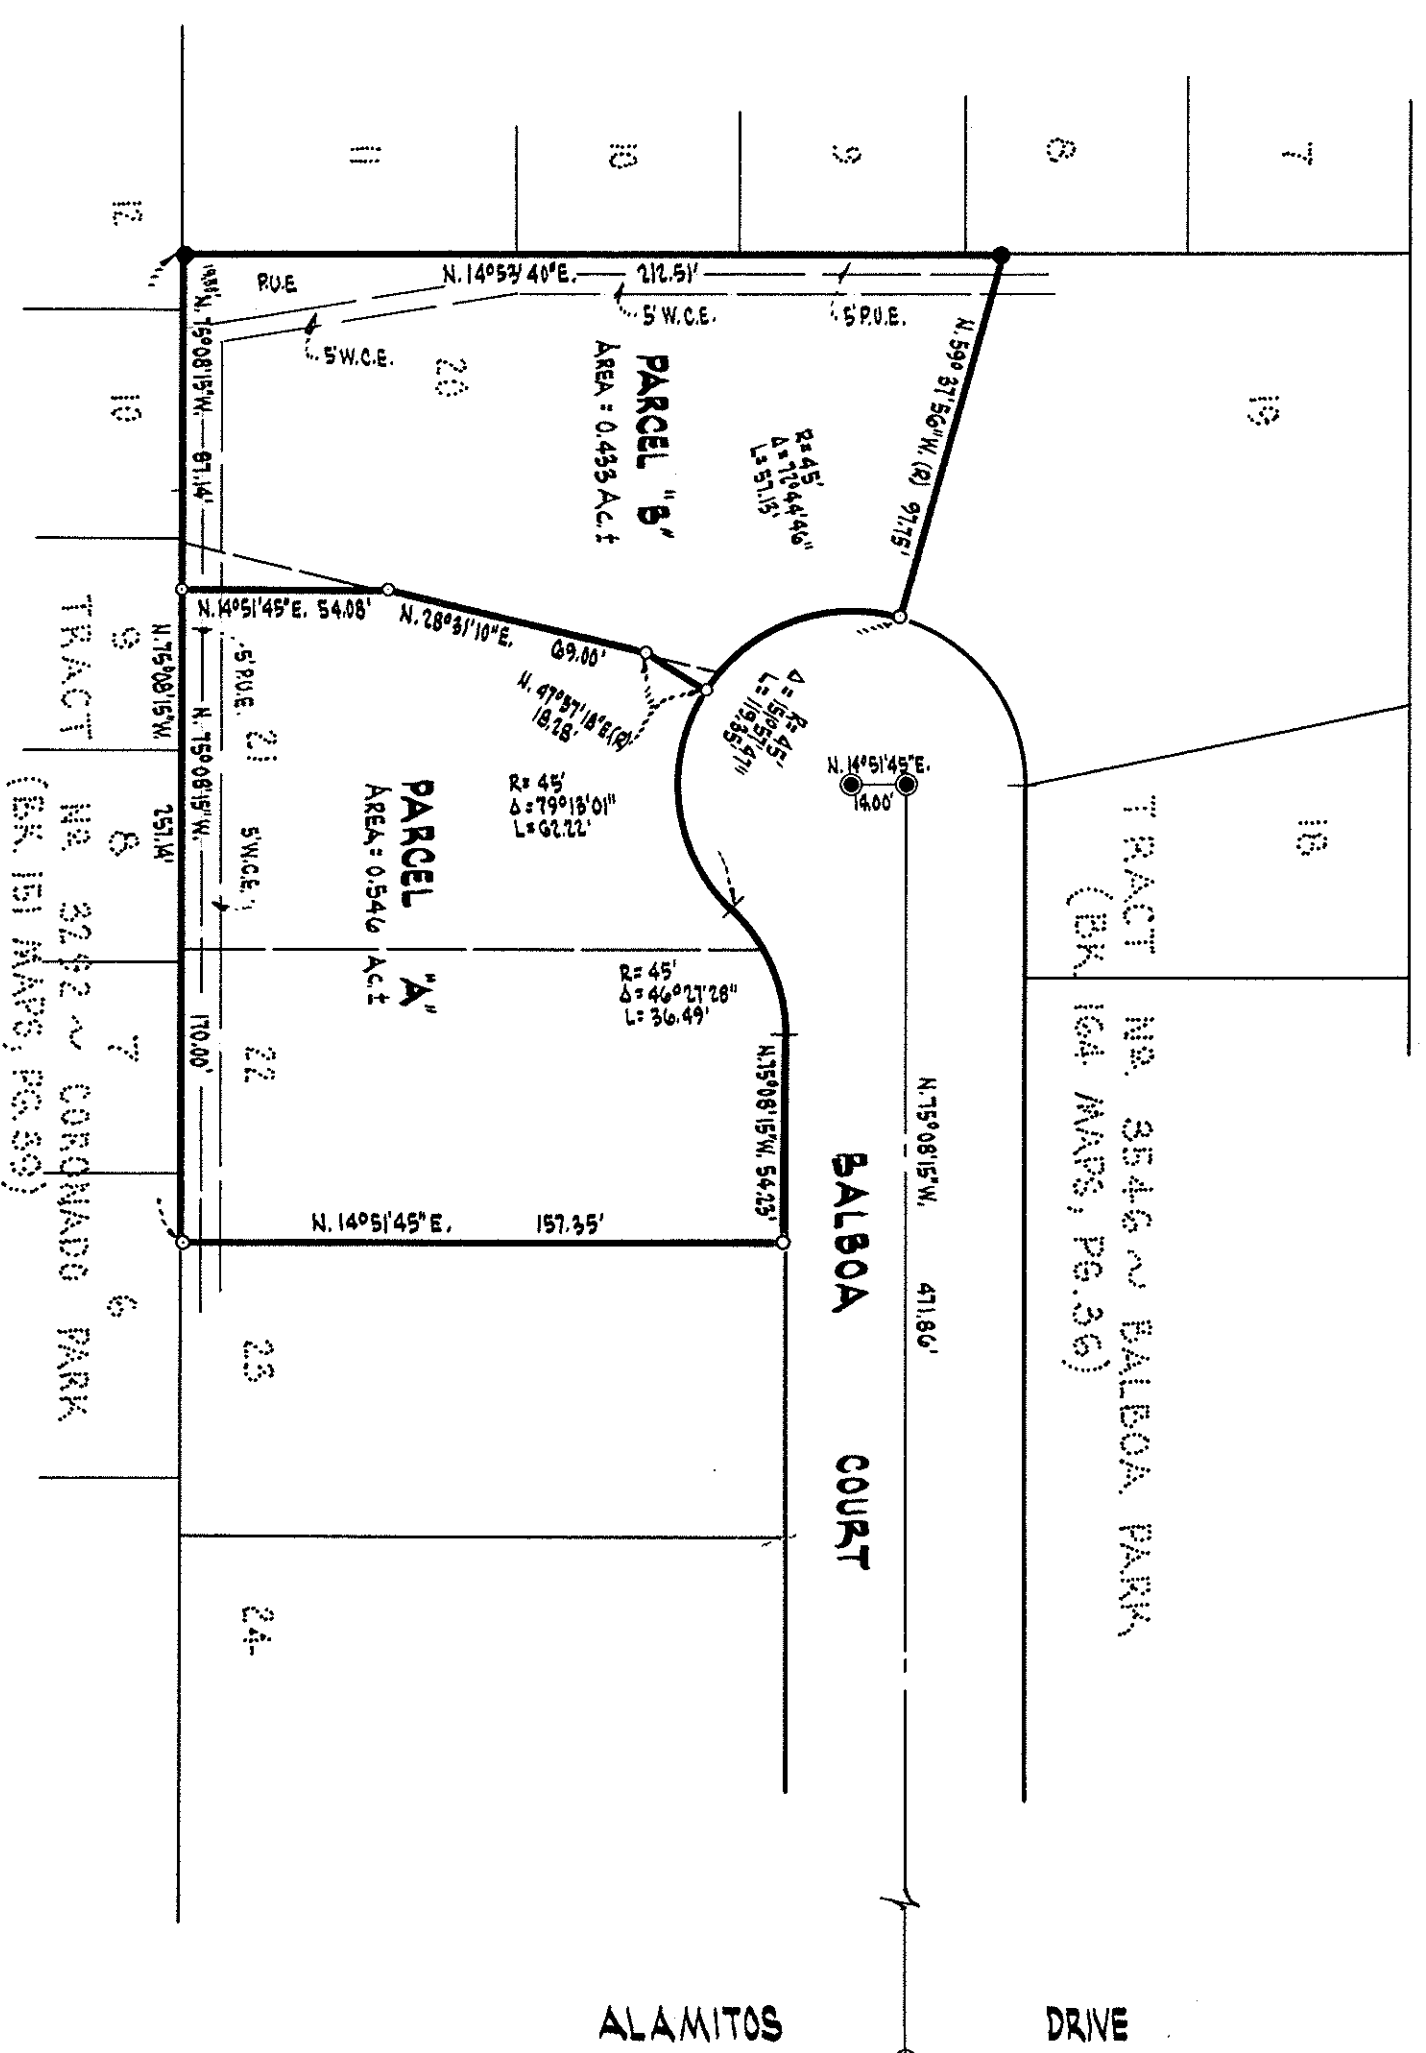 7
8
9
10
11
12
19
18
N. 59° 37' 56" W. (R) 97.75'
N. 14° 53' 40" E. 212.51'
P.U.E
5' W.C.E.
5' P.U.E.
5' W.C.E.
20
PARCEL "B"
AREA = 0.433 AC. ±
R= 45'
Δ= 72° 44' 46"
L= 57.13'
N. 75° 08' 15" W. 87.14'
10
N. 14° 51' 45" E. 54.08'
N. 28° 31' 10" E. 69.00'
N. 47° 37' 18" E. (R)
18.28'
R= 45'
Δ = 151° 57' 47"
L= 119.35'
N. 14° 51' 45" E.
14.00'
TRACT NO. 3546 ~ BALBOA PARK
(BK. 164 MAPS, PG. 36)
5' P.U.E.
21
5' W.C.E.
N. 75° 08' 15" W. 170.00'
N. 75° 08' 15" W. 257.14'
9
8
7
6
TRACT NO. 3292 ~ CORONADO PARK
(BK. 151 MAPS, PG. 39)
R= 45'
Δ= 79° 13' 01"
L= 62.22'
PARCEL "A"
AREA = 0.546 AC. ±
R= 45'
Δ= 46° 27' 28"
L= 36.49'
22
N. 75° 08' 15" W. 54.23'
N. 75° 08' 15" W. 471.86'
BALBOA COURT
N. 14° 51' 45" E. 157.35'
23
24
ALAMITOS DRIVE